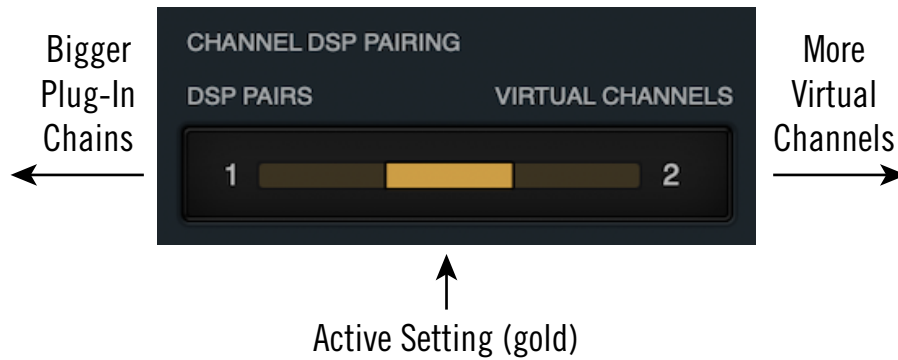 Bigger
Plug-In
Chains
CHANNEL DSP PAIRING
DSP PAIRS VIRTUAL CHANNELS
1 2
More
Virtual
Channels
Active Setting (gold)